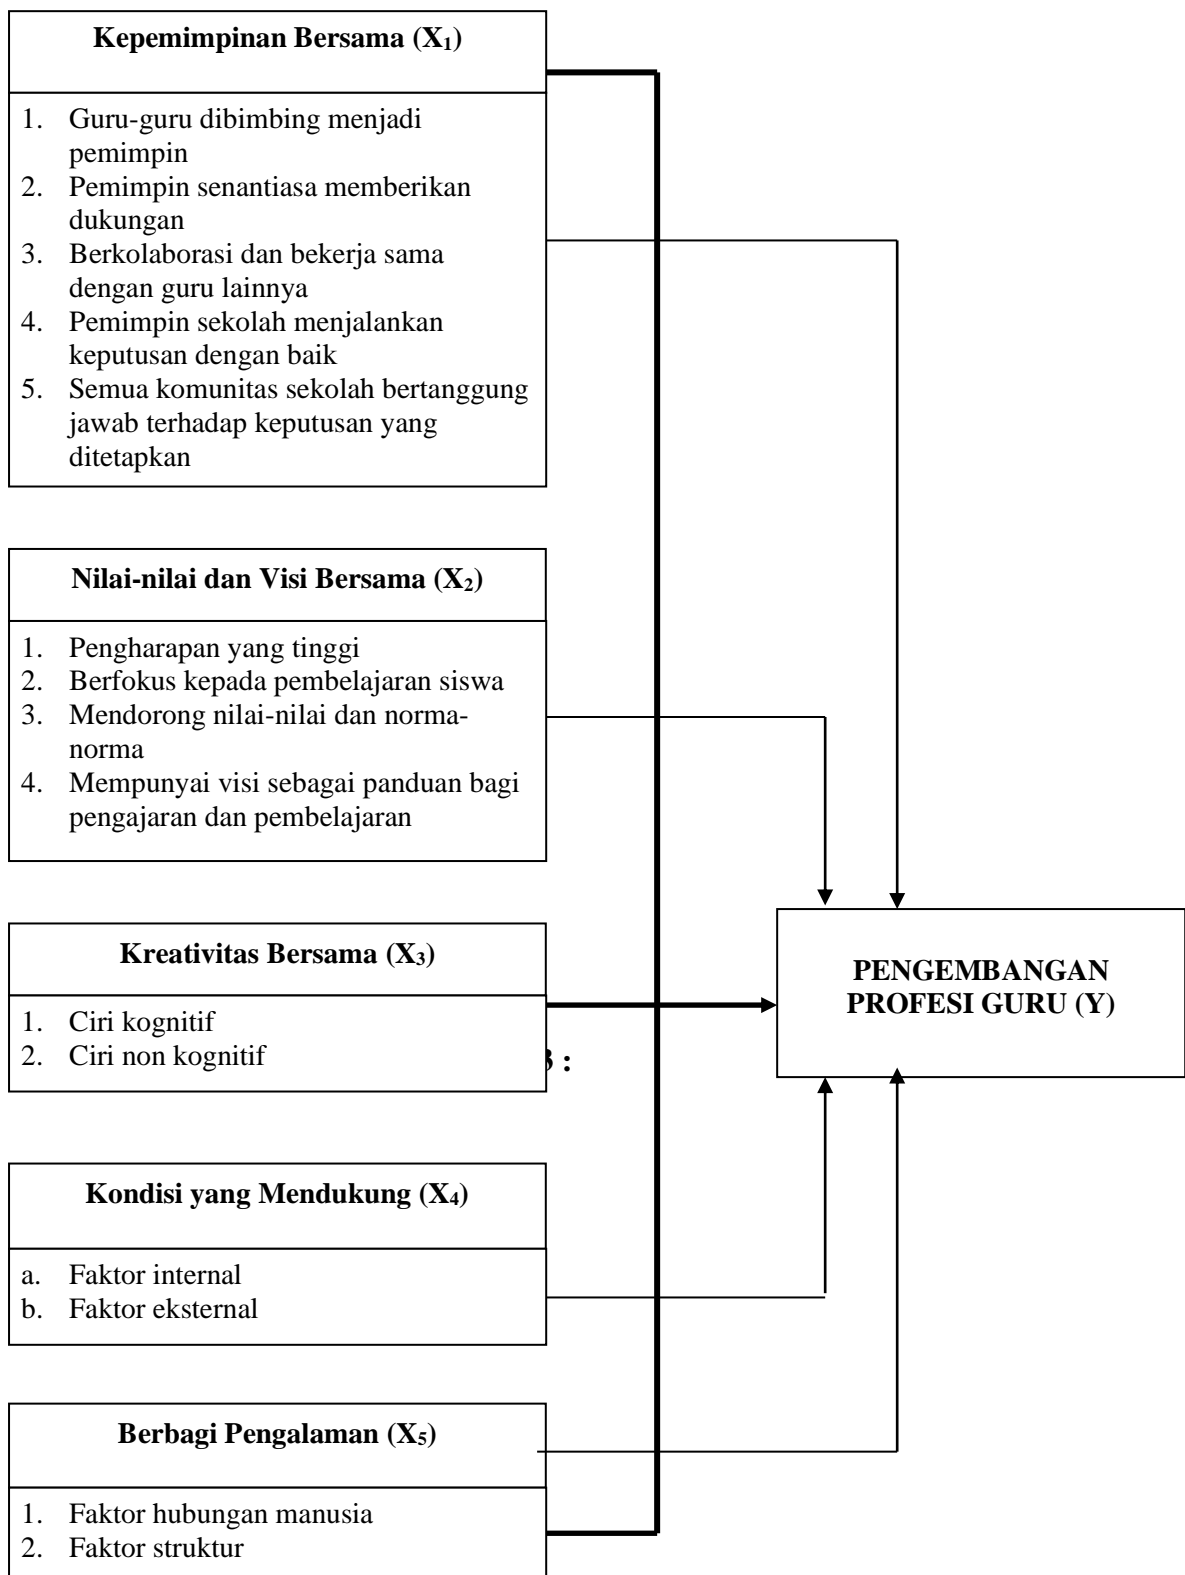 Kepemimpinan Bersama (X₁)
1. Guru-guru dibimbing menjadi
pemimpin
2. Pemimpin senantiasa memberikan
dukungan
3. Berkolaborasi dan bekerja sama
dengan guru lainnya
4. Pemimpin sekolah menjalankan
keputusan dengan baik
5. Semua komunitas sekolah bertanggung
jawab terhadap keputusan yang
ditetapkan
Nilai-nilai dan Visi Bersama (X₂)
1. Pengharapan yang tinggi
2. Berfokus kepada pembelajaran siswa
3. Mendorong nilai-nilai dan norma-
norma
4. Mempunyai visi sebagai panduan bagi
pengajaran dan pembelajaran
Kreativitas Bersama (X₃)
1. Ciri kognitif
2. Ciri non kognitif
:
PENGEMBANGAN
PROFESI GURU (Y)
Kondisi yang Mendukung (X₄)
a. Faktor internal
b. Faktor eksternal
Berbagi Pengalaman (X₅)
1. Faktor hubungan manusia
2. Faktor struktur